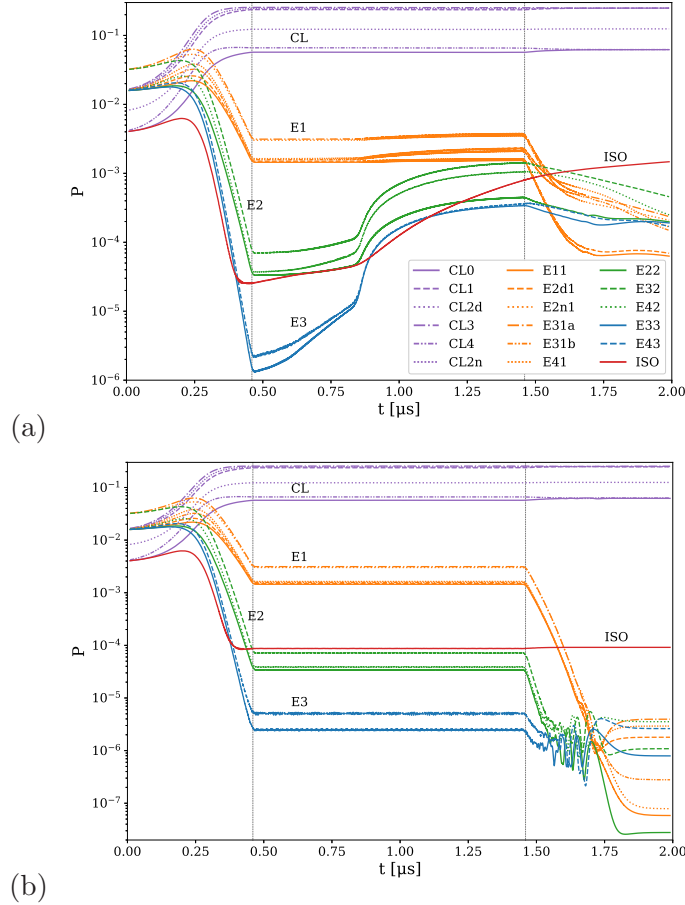 10⁻¹
10⁻²
10⁻³
10⁻⁴
10⁻⁵
10⁻⁶
P
CL
E1
ISO
E2
E3
CL0 E11 E22
CL1 E2d1 E32
CL2d E2n1 E42
CL3 E31a E33
CL4 E31b E43
CL2n E41 ISO
0.00 0.25 0.50 0.75 1.00 1.25 1.50 1.75 2.00
t [μs]
(a)
10⁻¹
10⁻²
10⁻³
10⁻⁴
10⁻⁵
10⁻⁶
10⁻⁷
P
CL
E1
E2
ISO
E3
0.00 0.25 0.50 0.75 1.00 1.25 1.50 1.75 2.00
t [μs]
(b)